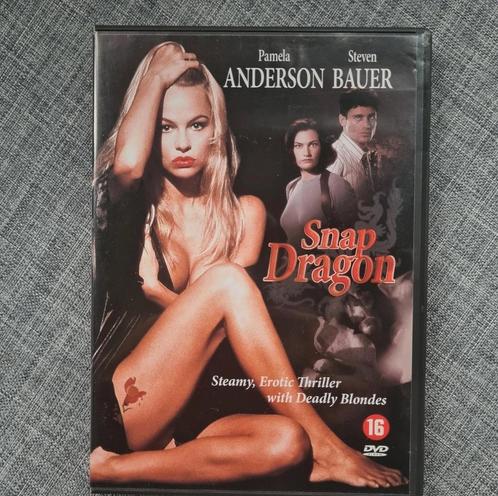 Pamela Steven
ANDERSON BAUER
Snap
Dragon
Steamy, Erotic Thriller
with Deadly Blondes
16
DVD